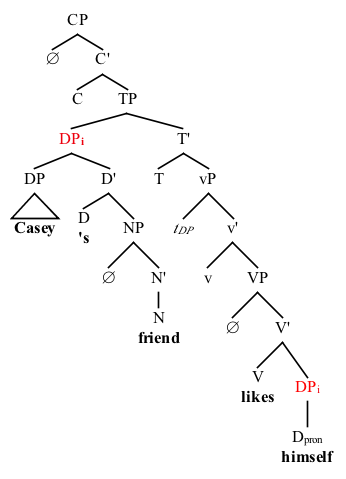 CP
∅ C'
C TP
DPi T'
DP D' T vP
Casey D 's NP tDP v'
∅ N' v VP
N friend ∅ V'
V likes DPi
Dpron
himself